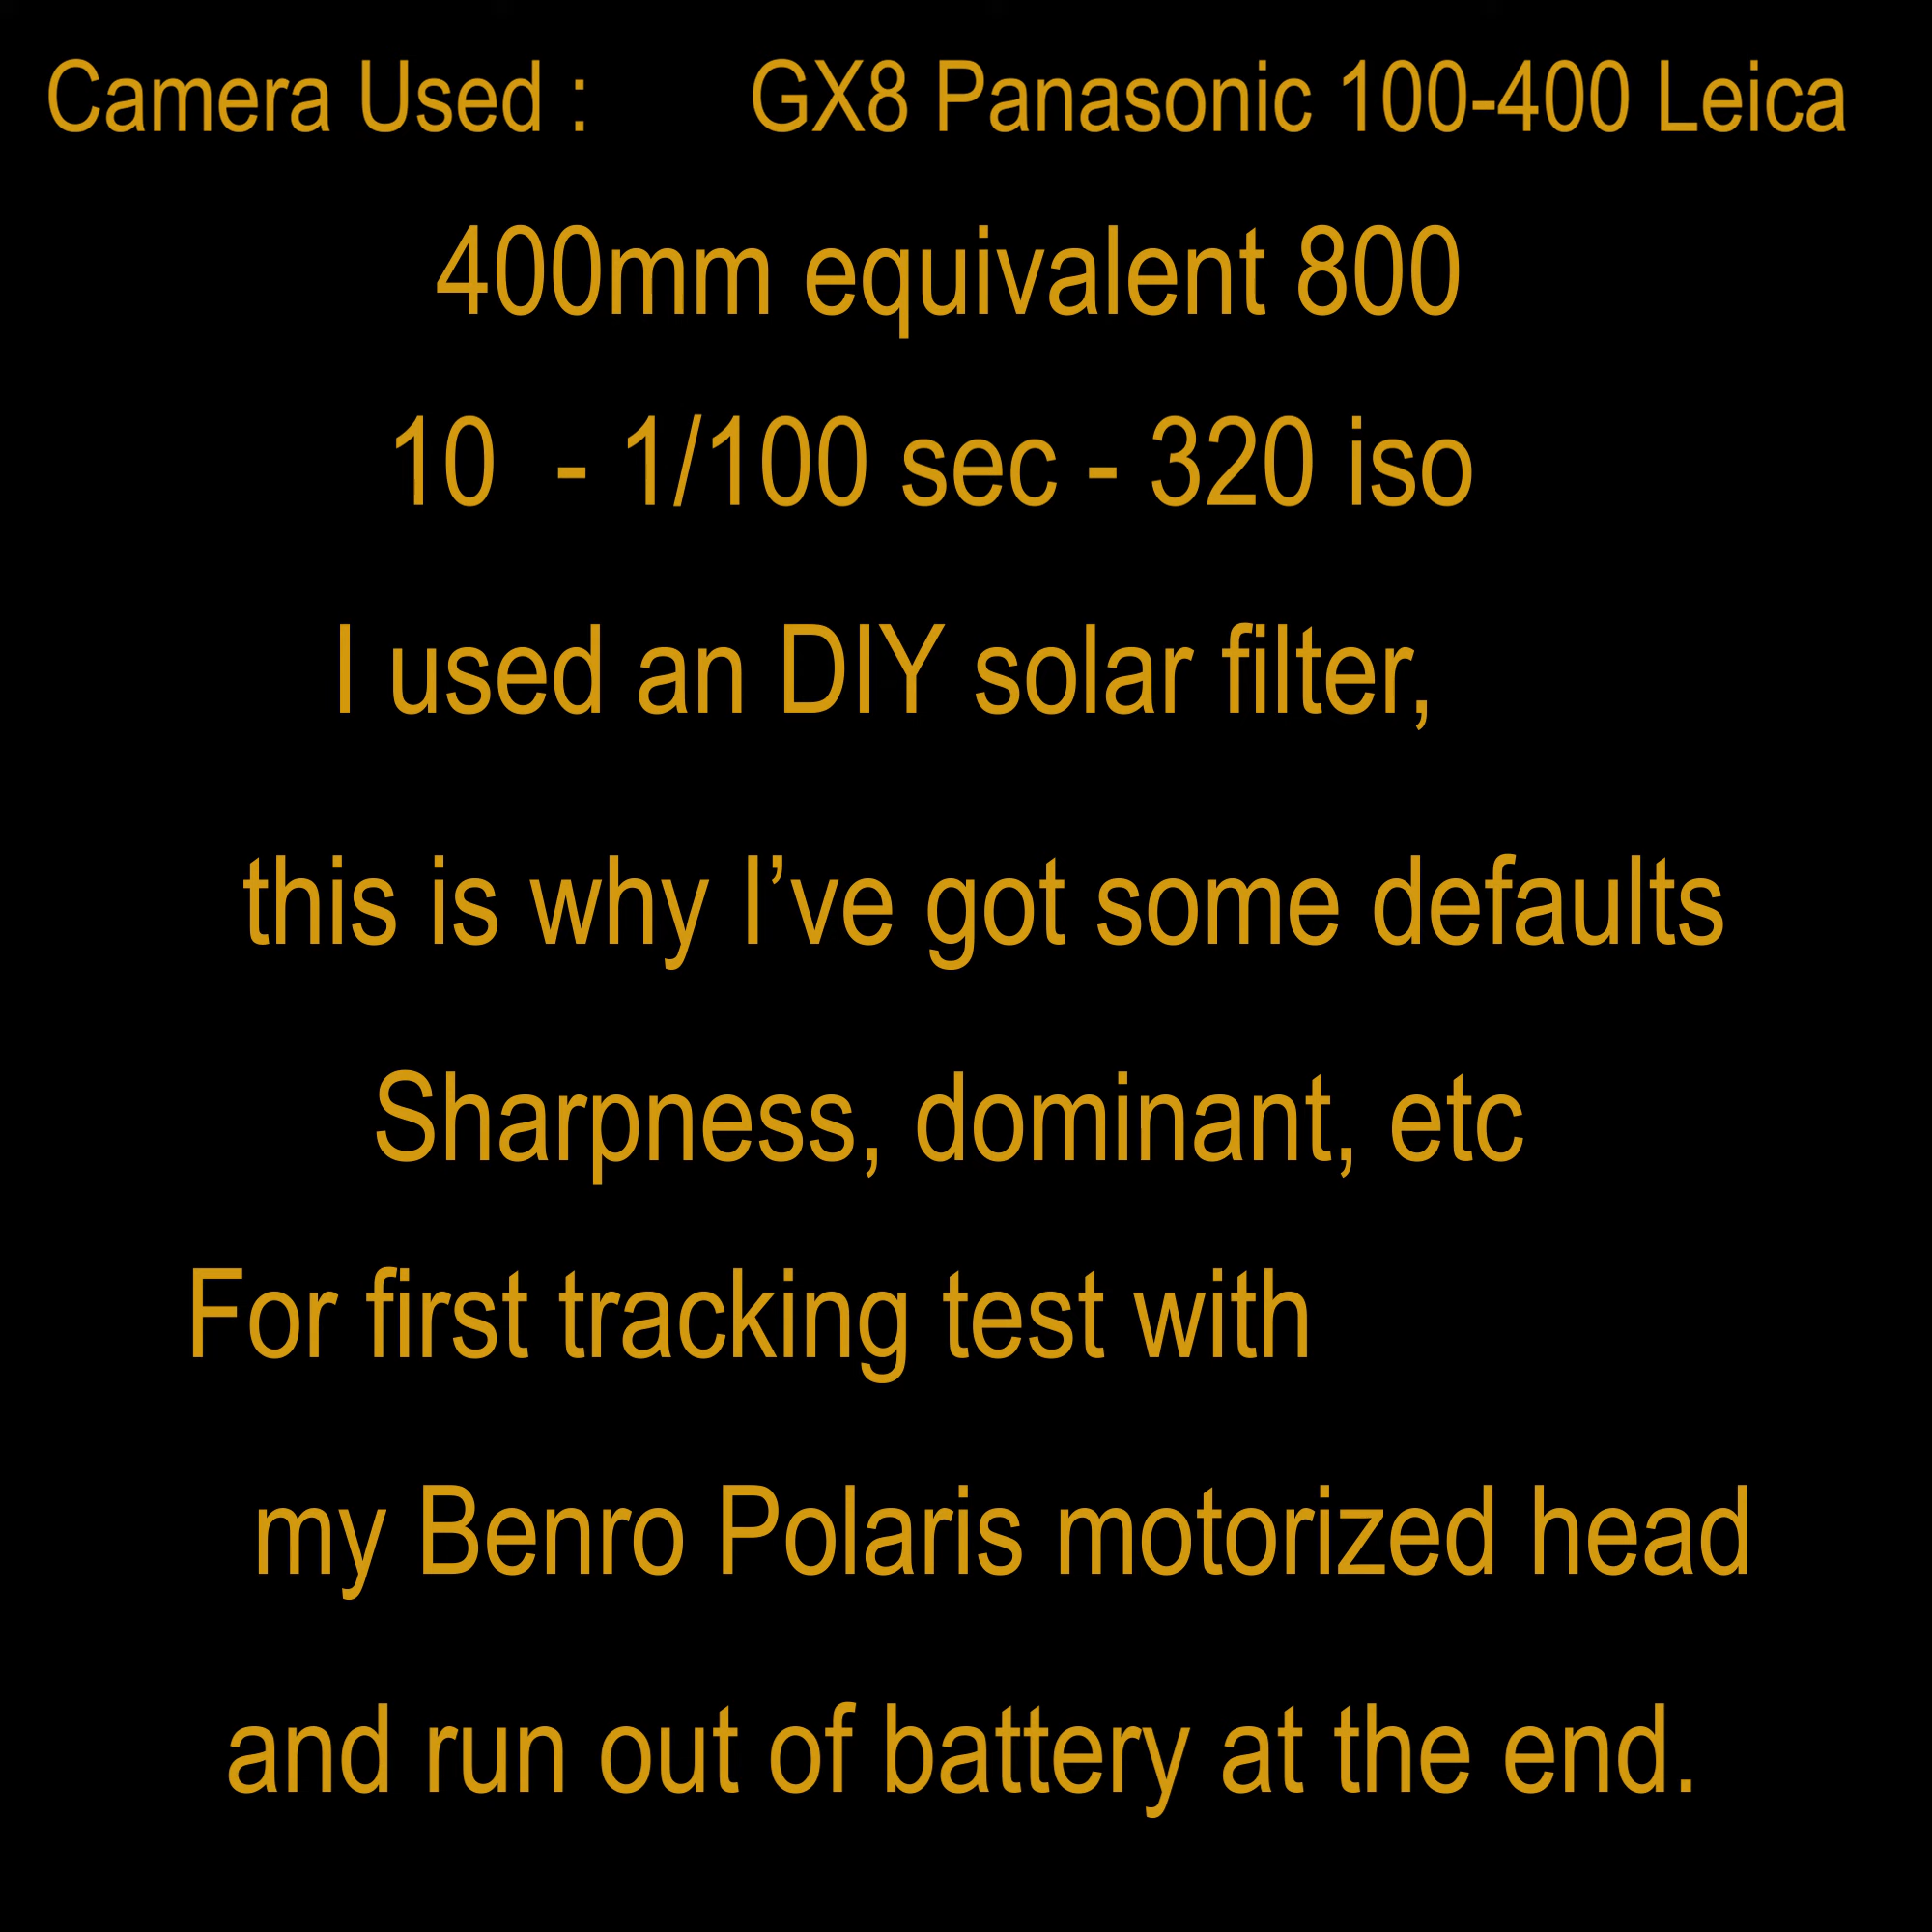 Camera Used : GX8 Panasonic 100-400 Leica
400mm equivalent 800
10 - 1/100 sec - 320 iso
I used an DIY solar filter,
this is why I’ve got some defaults
Sharpness, dominant, etc
For first tracking test with
my Benro Polaris motorized head
and run out of battery at the end.